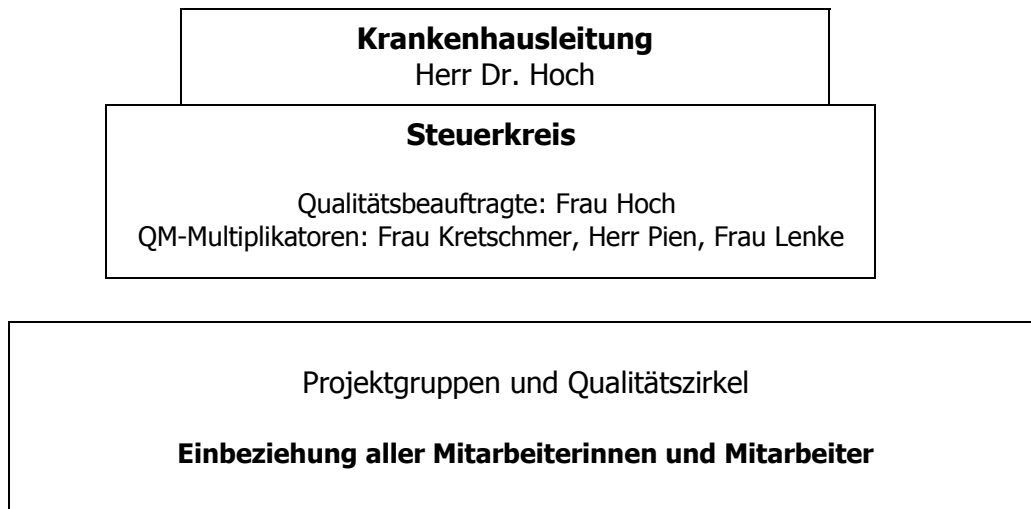 Krankenhausleitung
Herr Dr. Hoch
Steuerkreis
Qualitätsbeauftragte: Frau Hoch
QM-Multiplikatoren: Frau Kretschmer, Herr Pien, Frau Lenke
Projektgruppen und Qualitätszirkel
Einbeziehung aller Mitarbeiterinnen und Mitarbeiter